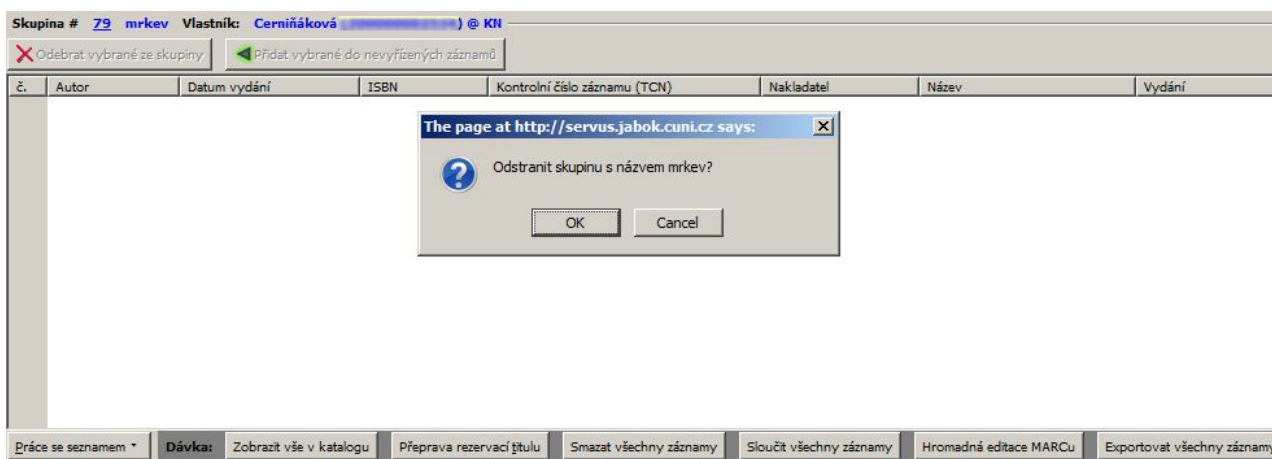 Skupina # 79 mrkev Vlastník: Cerniňáková ) @ KN
Odebrat vybrané ze skupiny Přidat vybrané do nevyřízených záznamů
č. Autor Datum vydání ISBN Kontrolní číslo záznamu (TCN) Nakladatel Název Vydání
The page at http://servus.jabok.cuni.cz says:
Odstranit skupinu s názvem mrkev?
OK Cancel
Práce se seznamem Dávka: Zobrazit vše v katalogu Přeprava rezervací titulu Smazat všechny záznamy Sloučit všechny záznamy Hromadná editace MARCu Exportovat všechny záznamy